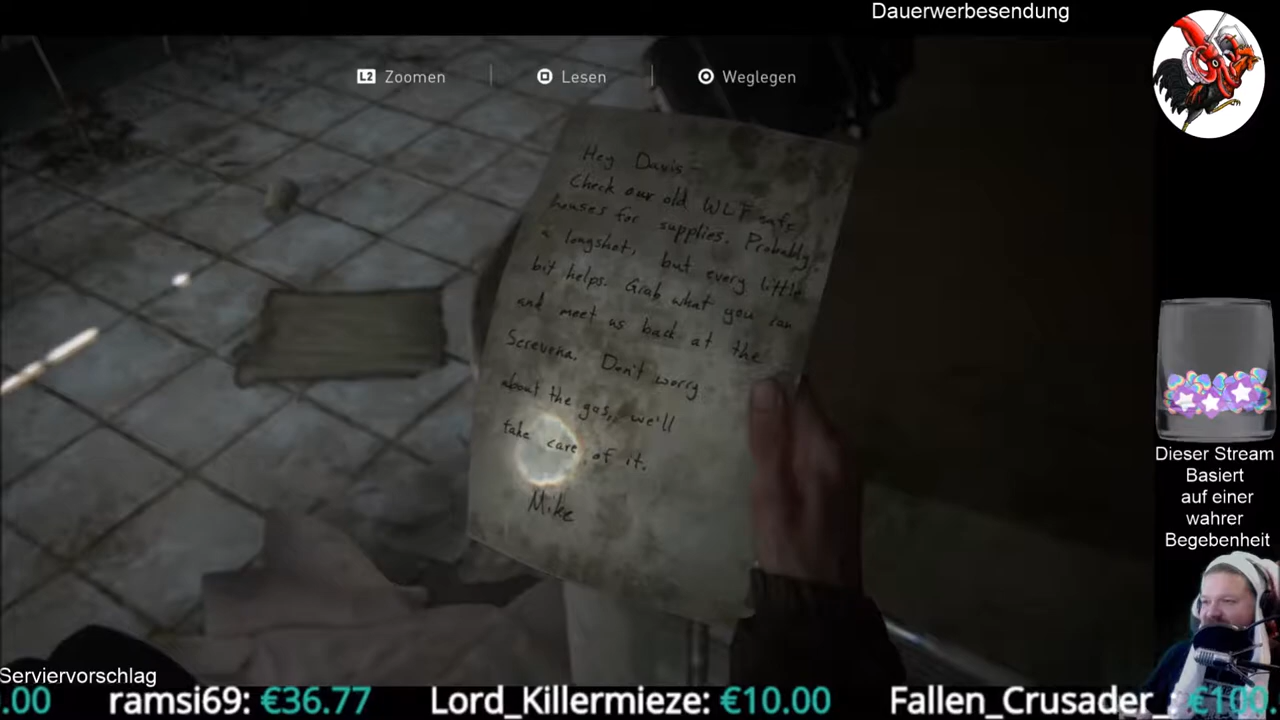 Dauerwerbesendung
L2 Zoomen
Lesen
Weglegen
Hey Davis -
Check our old WLF safe
houses for supplies. Probably
a longshot, but every little
bit helps. Grab what you can
and meet us back at the
Serevena. Don't worry
about the gas, we'll
take care of it.
Mike
Dieser Stream
Basiert
auf einer
wahrer
Begebenheit
Serviervorschlag
.00 ramsi69: €36.77 Lord_Killermieze: €10.00 Fallen_Crusader_: €100.